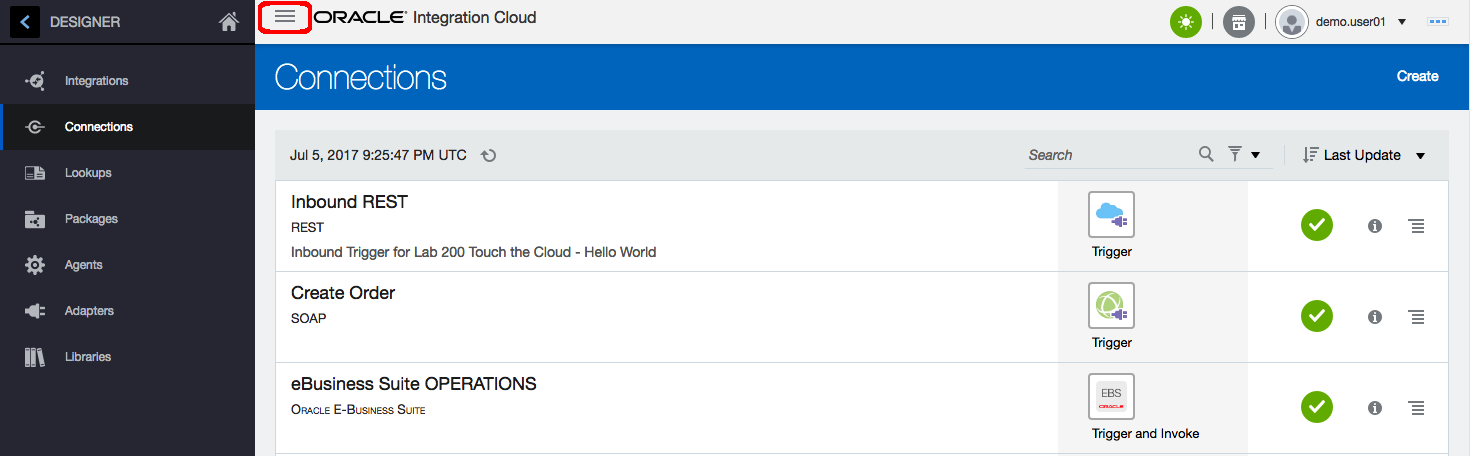 DESIGNER
ORACLE Integration Cloud
demo.user01
Integrations
Connections
Lookups
Packages
Agents
Adapters
Libraries
Connections
Create
Jul 5, 2017 9:25:47 PM UTC
Search
Last Update
Inbound REST
REST
Inbound Trigger for Lab 200 Touch the Cloud - Hello World
Trigger
Create Order
SOAP
Trigger
eBusiness Suite OPERATIONS
Oracle E-Business Suite
EBS
ORACLE
Trigger and Invoke